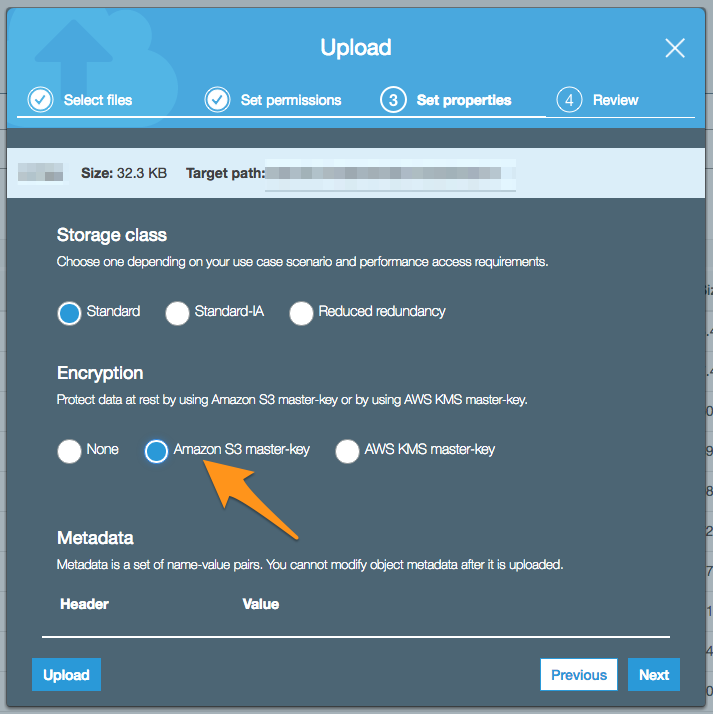 Upload
Select files
Set permissions
3 Set properties
4 Review
Size: 32.3 KB Target path:
Storage class
Choose one depending on your use case scenario and performance access requirements.
Standard Standard-IA Reduced redundancy
Encryption
Protect data at rest by using Amazon S3 master-key or by using AWS KMS master-key.
None Amazon S3 master-key AWS KMS master-key
Metadata
Metadata is a set of name-value pairs. You cannot modify object metadata after it is uploaded.
Header Value
Upload Previous Next